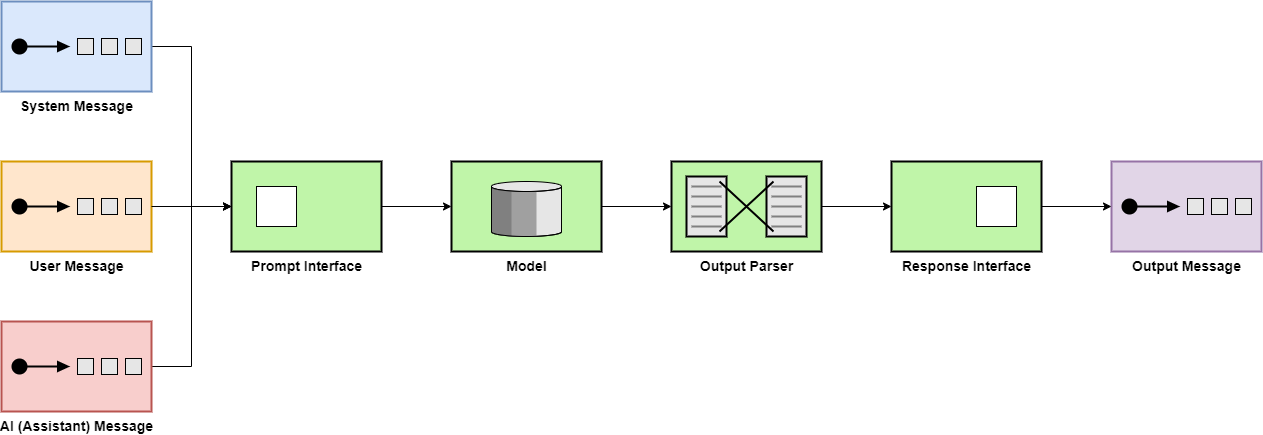 System Message
User Message
Prompt Interface
Model
Output Parser
Response Interface
Output Message
AI (Assistant) Message